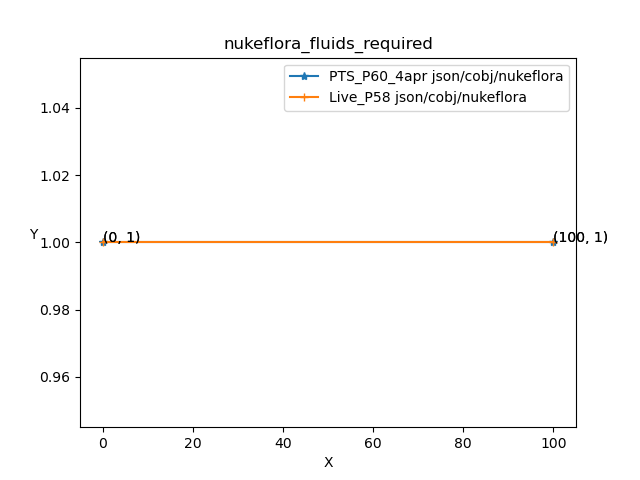 nukeflora_fluids_required
PTS_P60_4apr json/cobj/nukeflora
Live_P58 json/cobj/nukeflora
1.04
1.02
Y
1.00
0.98
0.96
(0, 1)
(100, 1)
0
20
40
60
80
100
X